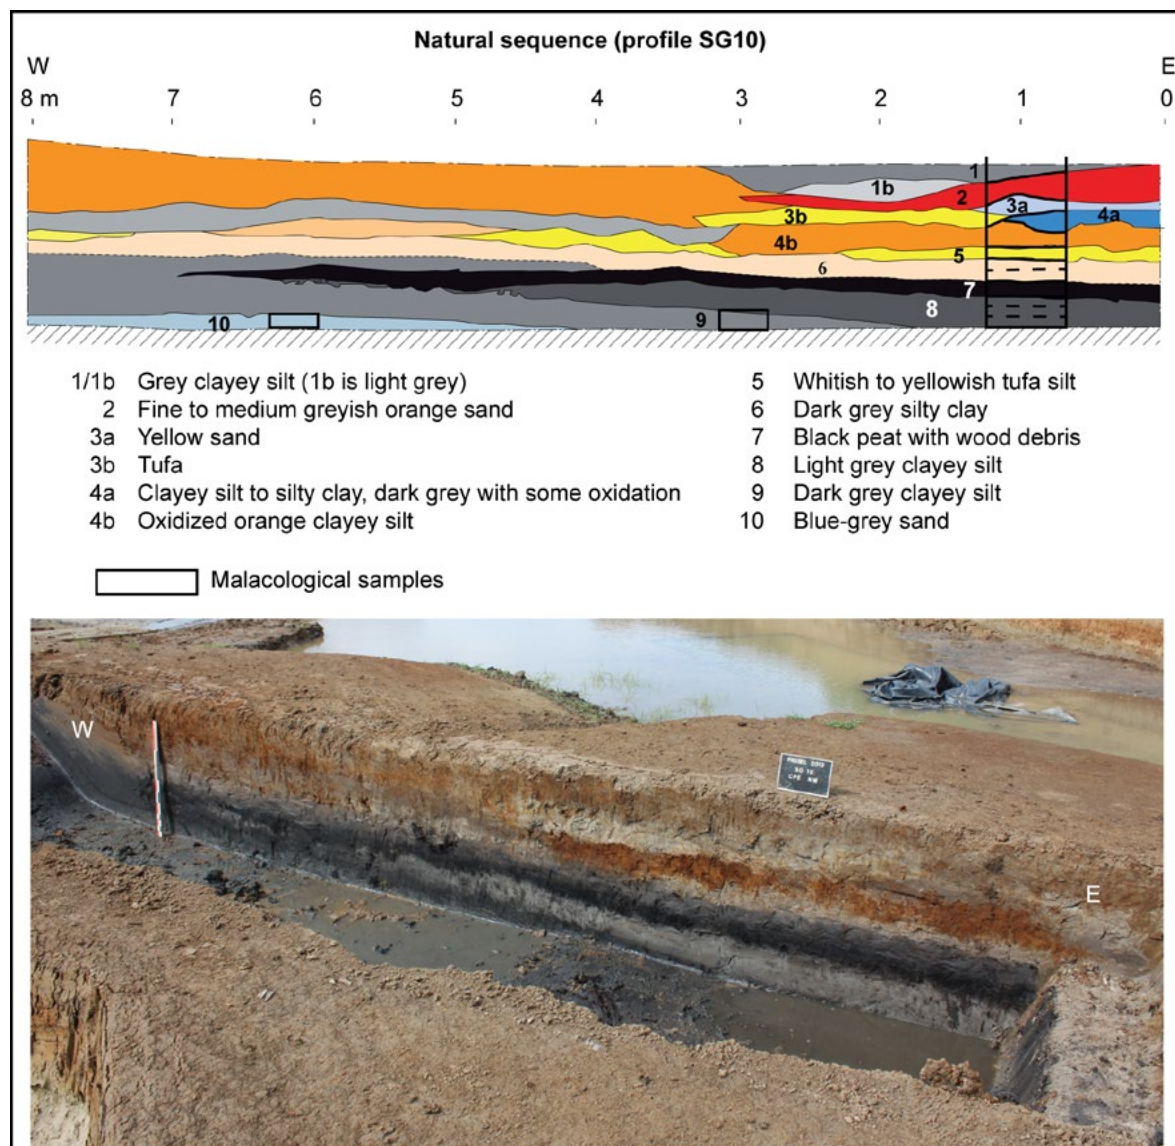 Natural sequence (profile SG10)
W E
8 m 7 6 5 4 3 2 1 0
1
1b
2
3a
3b
4a
4b
5
6
7
8
9
10
1/1b Grey clayey silt (1b is light grey)
2 Fine to medium greyish orange sand
3a Yellow sand
3b Tufa
4a Clayey silt to silty clay, dark grey with some oxidation
4b Oxidized orange clayey silt
5 Whitish to yellowish tufa silt
6 Dark grey silty clay
7 Black peat with wood debris
8 Light grey clayey silt
9 Dark grey clayey silt
10 Blue-grey sand
Malacological samples
W
E